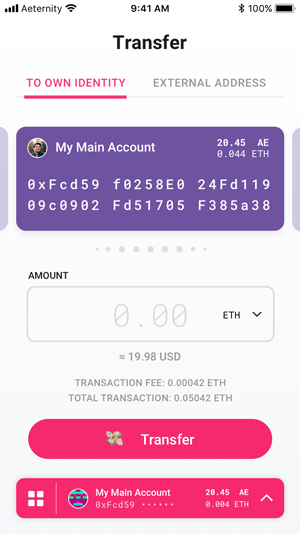 Aeternity 9:41 AM 100%
Transfer
TO OWN IDENTITY EXTERNAL ADDRESS
My Main Account 20.45 AE
0.044 ETH
0xFcd59 f0258E0 24Fd119
09c0902 Fd51705 F385a38
AMOUNT
0.00 ETH
≈ 19.98 USD
TRANSACTION FEE: 0.00042 ETH
TOTAL TRANSACTION: 0.05042 ETH
Transfer
My Main Account 20.45 AE
0xFcd59 ······ 0.004 ETH